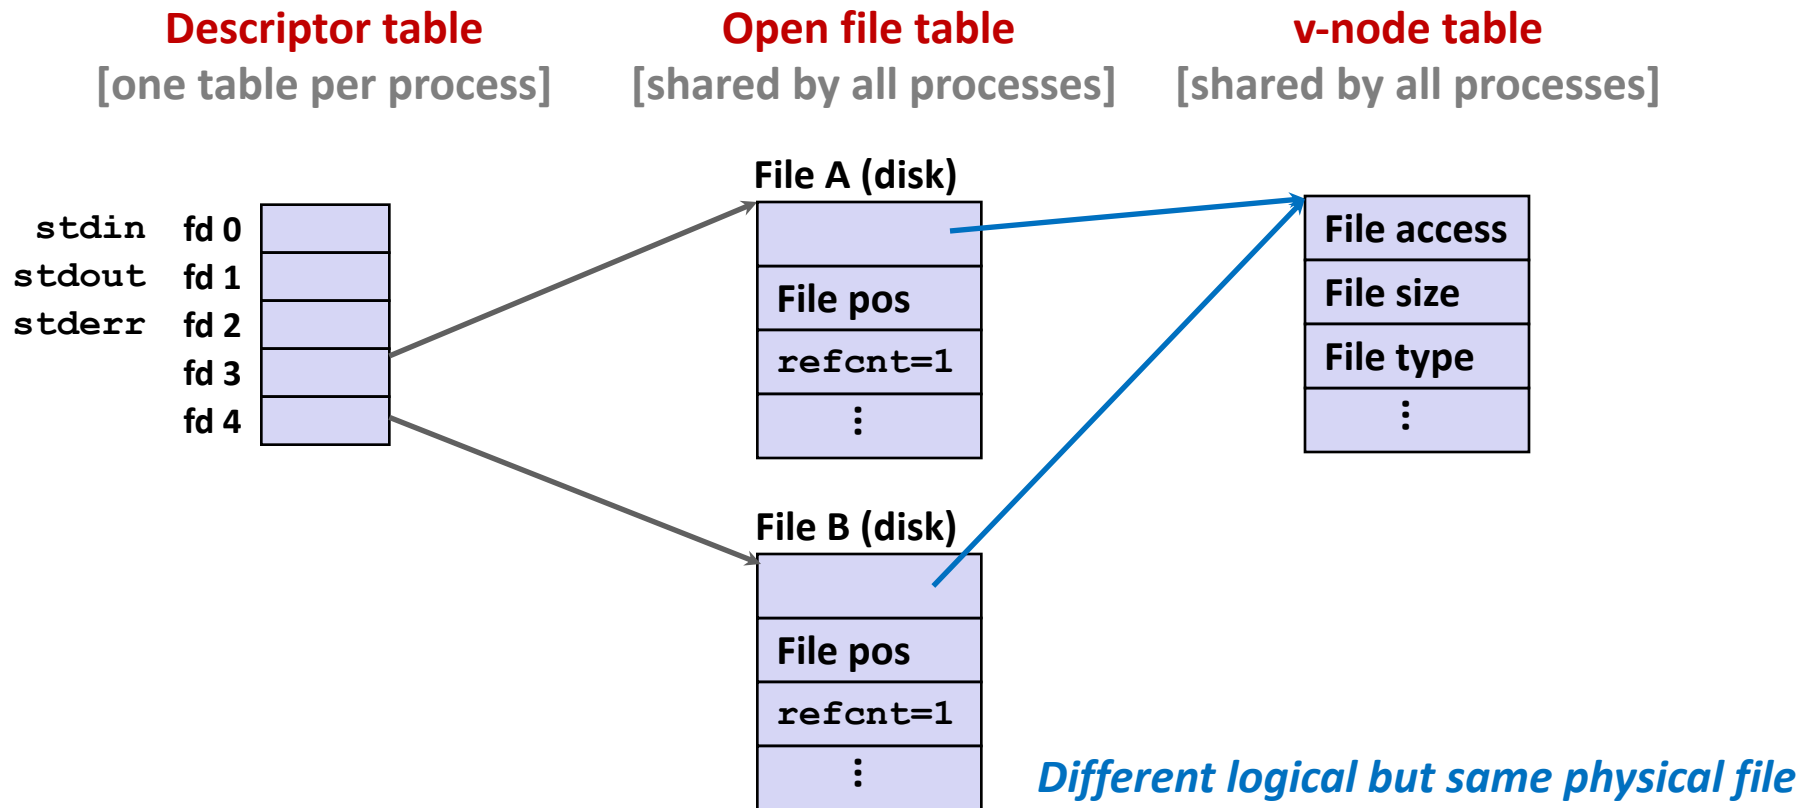 Descriptor table
[one table per process]
Open file table
[shared by all processes]
v-node table
[shared by all processes]
stdin fd 0
stdout fd 1
stderr fd 2
fd 3
fd 4
File A (disk)
File pos
refcnt=1
⋮
File B (disk)
File pos
refcnt=1
⋮
File access
File size
File type
⋮
Different logical but same physical file